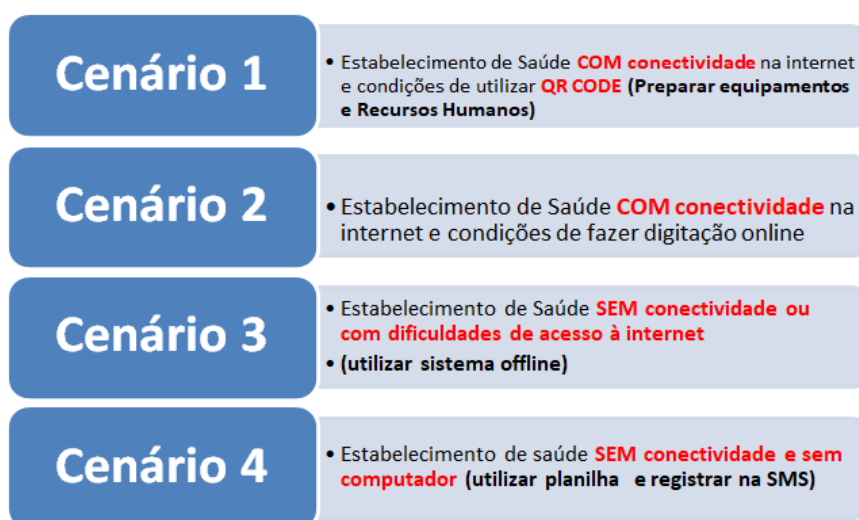 Cenário 1
• Estabelecimento de Saúde COM conectividade na internet
e condições de utilizar QR CODE (Preparar equipamentos
e Recursos Humanos)
Cenário 2
• Estabelecimento de Saúde COM conectividade na
internet e condições de fazer digitação online
Cenário 3
• Estabelecimento de Saúde SEM conectividade ou
com dificuldades de acesso à internet
• (utilizar sistema offline)
Cenário 4
• Estabelecimento de saúde SEM conectividade e sem
computador (utilizar planilha e registrar na SMS)